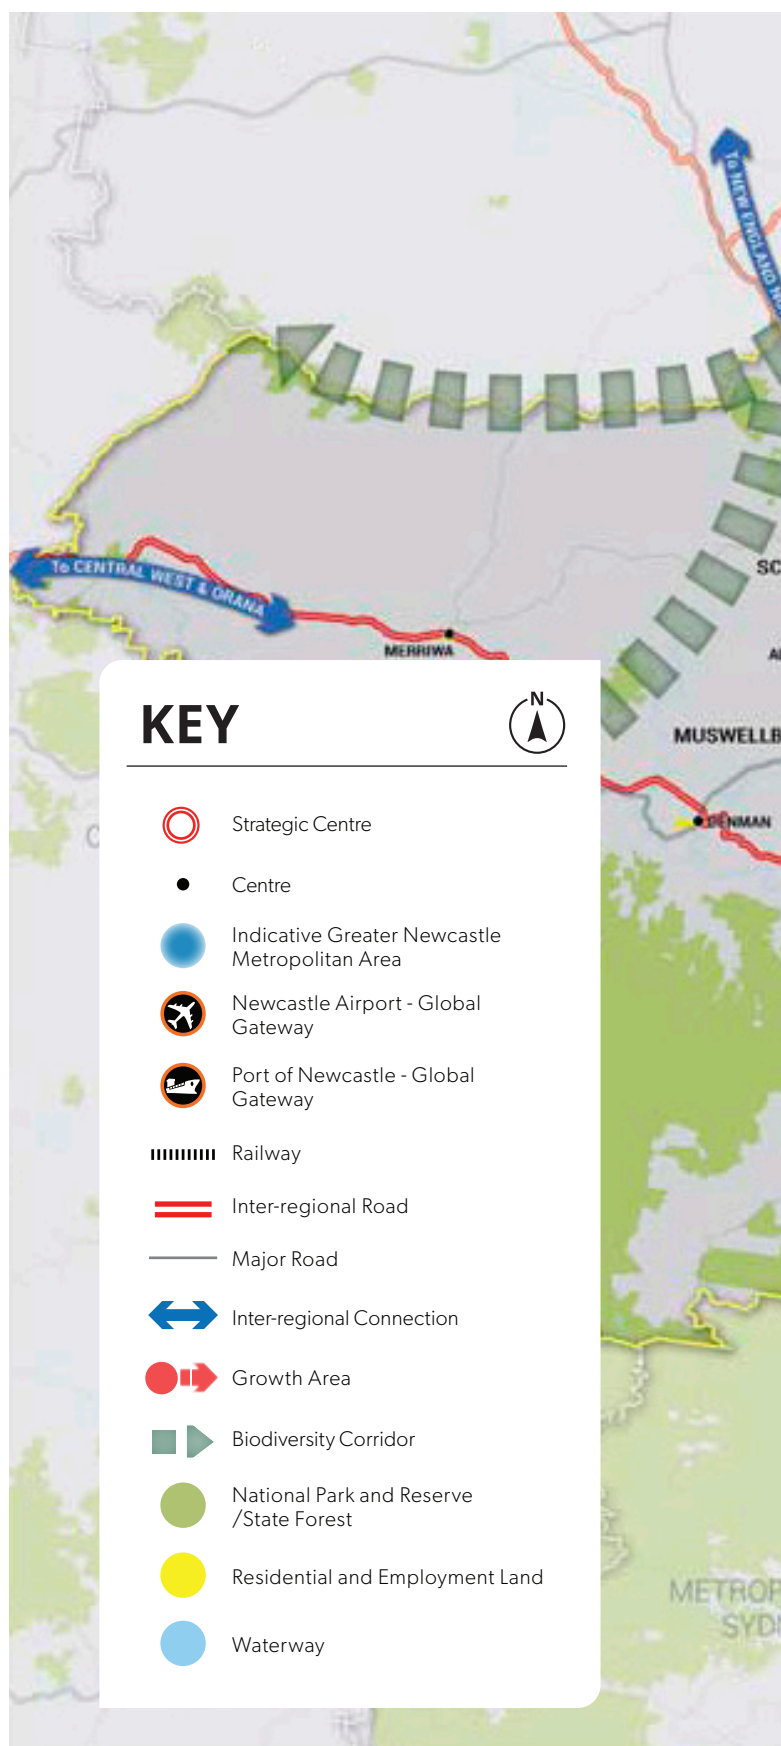 To NEW ENGLAND
To CENTRAL WEST & ORANA
SC
MERRIWA
MUSWELLB
DENMAN
KEY
N
Strategic Centre
Centre
Indicative Greater Newcastle
Metropolitan Area
Newcastle Airport - Global
Gateway
Port of Newcastle - Global
Gateway
Railway
Inter-regional Road
Major Road
Inter-regional Connection
Growth Area
Biodiversity Corridor
National Park and Reserve
/State Forest
Residential and Employment Land
Waterway
METROP
SYD